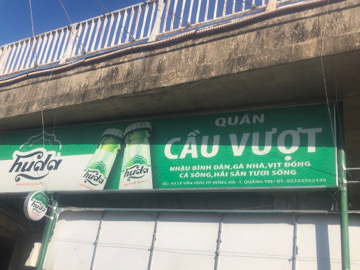 QUÁN
CẦU VƯỢT
NHẬU BÌNH DÂN, GÀ NHÀ, VỊT ĐỒNG
CÁ SÔNG, HẢI SẢN TƯƠI SỐNG
Huda
Huda
Huda
Huda